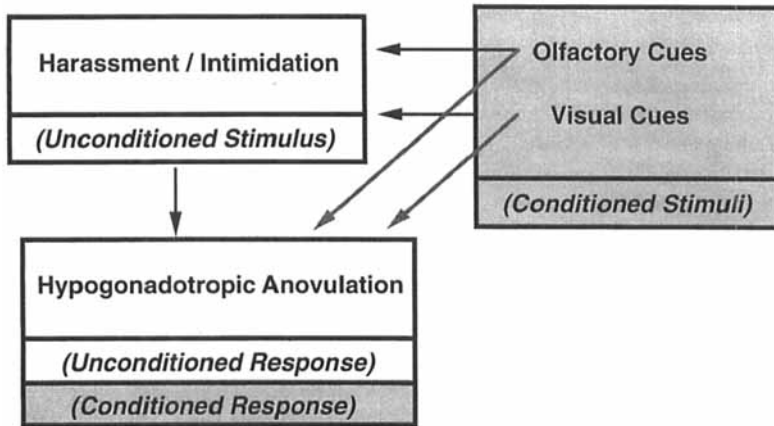 Harassment / Intimidation
(Unconditioned Stimulus)
Olfactory Cues
Visual Cues
(Conditioned Stimuli)
Hypogonadotropic Anovulation
(Unconditioned Response)
(Conditioned Response)